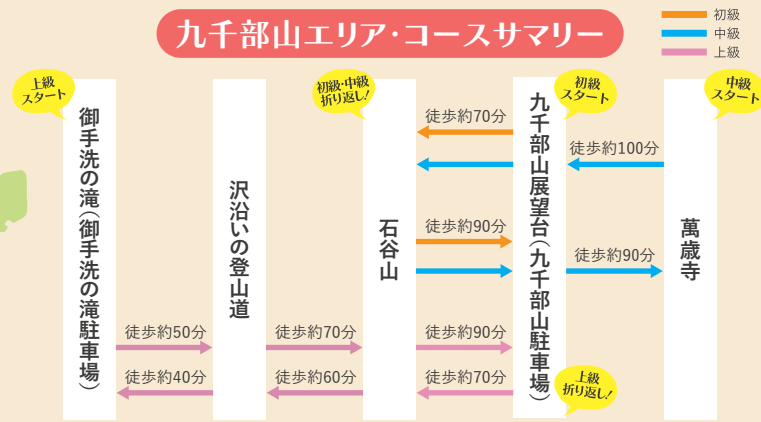 九千部山エリア・コースサマリー
初級
中級
上級
上級
スタート
御手洗の滝(御手洗の滝駐車場)
沢沿いの登山道
初級・中級
折り返し!
石谷山
初級
スタート
九千部山展望台(九千部山駐車場)
中級
スタート
萬歳寺
徒歩約70分
徒歩約100分
徒歩約90分
徒歩約90分
徒歩約50分
徒歩約70分
徒歩約90分
徒歩約40分
徒歩約60分
徒歩約70分
上級
折り返し!